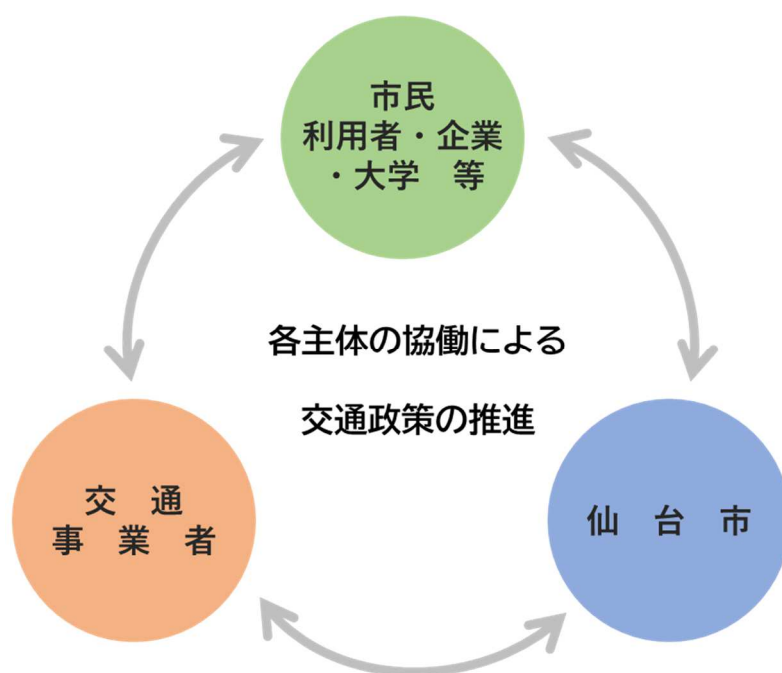 市民
利用者・企業
・大学　等
各主体の協働による
交通政策の推進
交　通
事　業　者
仙　台　市